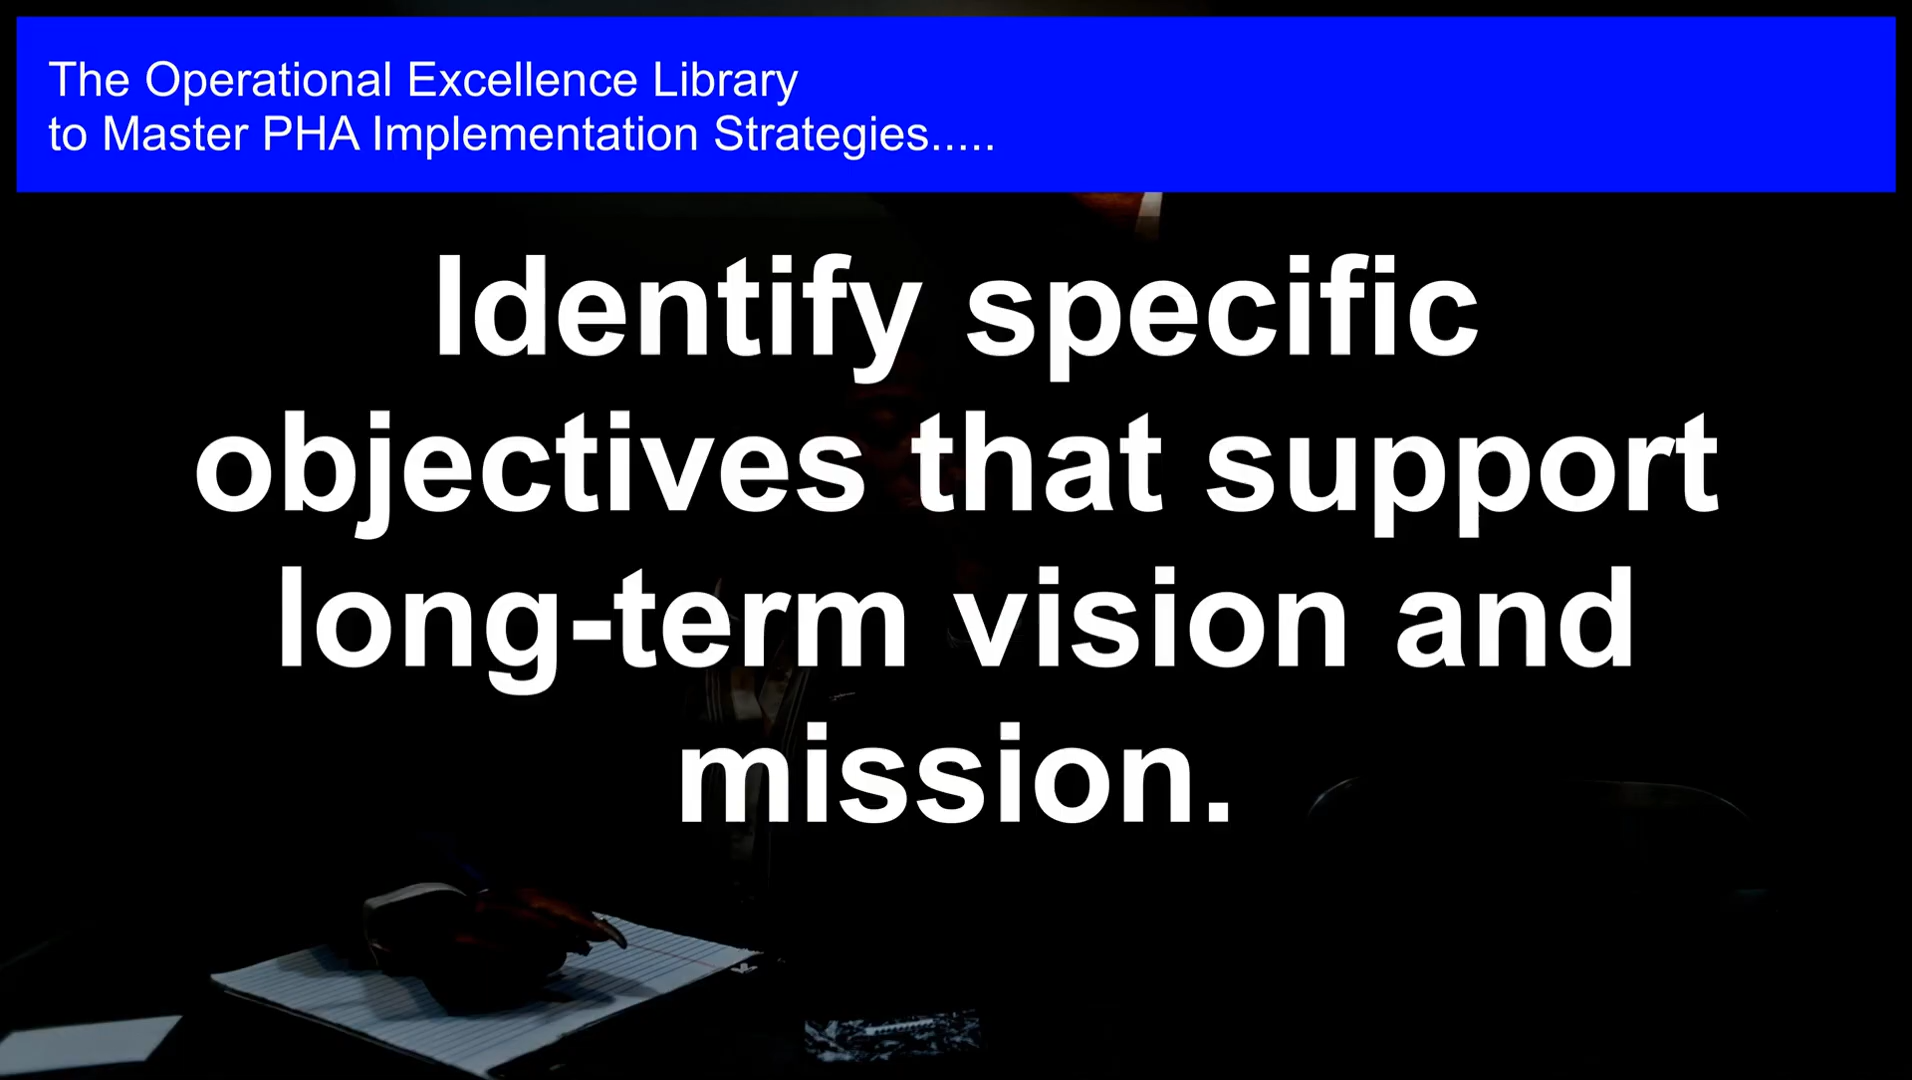 The Operational Excellence Library
to Master PHA Implementation Strategies.....
Identify specific
objectives that support
long-term vision and
mission.